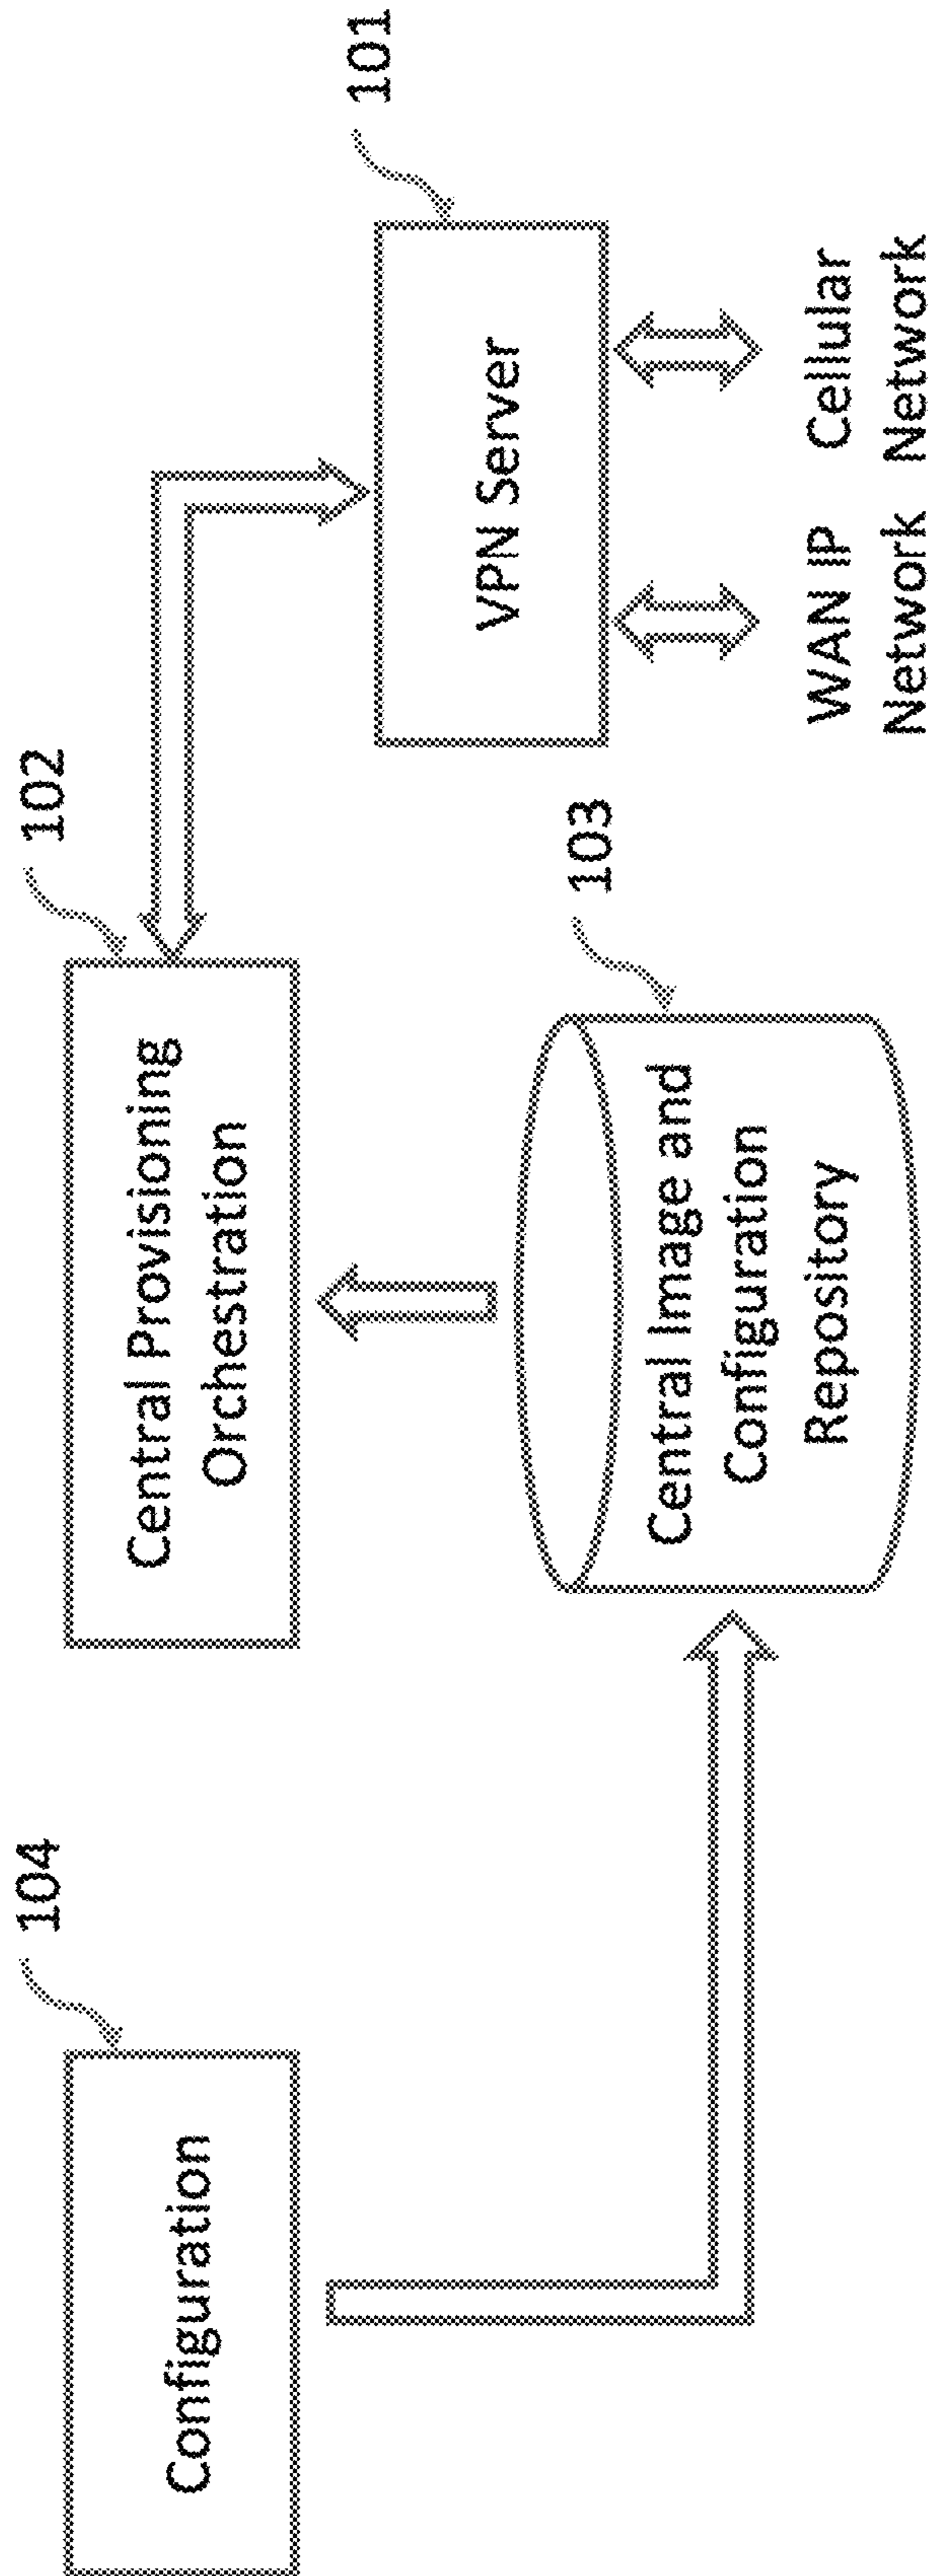 104
Configuration
102
Central Provisioning
Orchestration
103
Central Image and
Configuration
Repository
101
VPN Server
WAN IP
Network
Cellular
Network